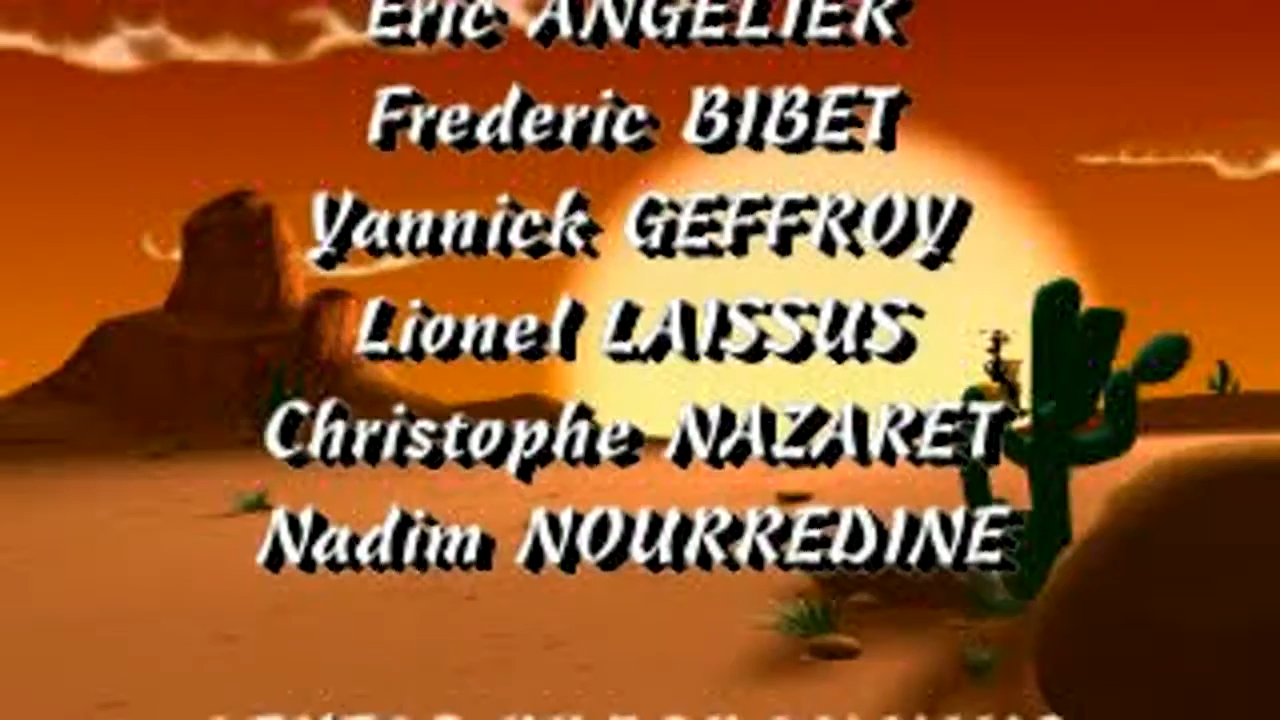 Eric ANGELIER
Frederic BIBET
Yannick GEFFROY
Lionel LAISSUS
Christophe NAZARET
Nadim NOURREDINE